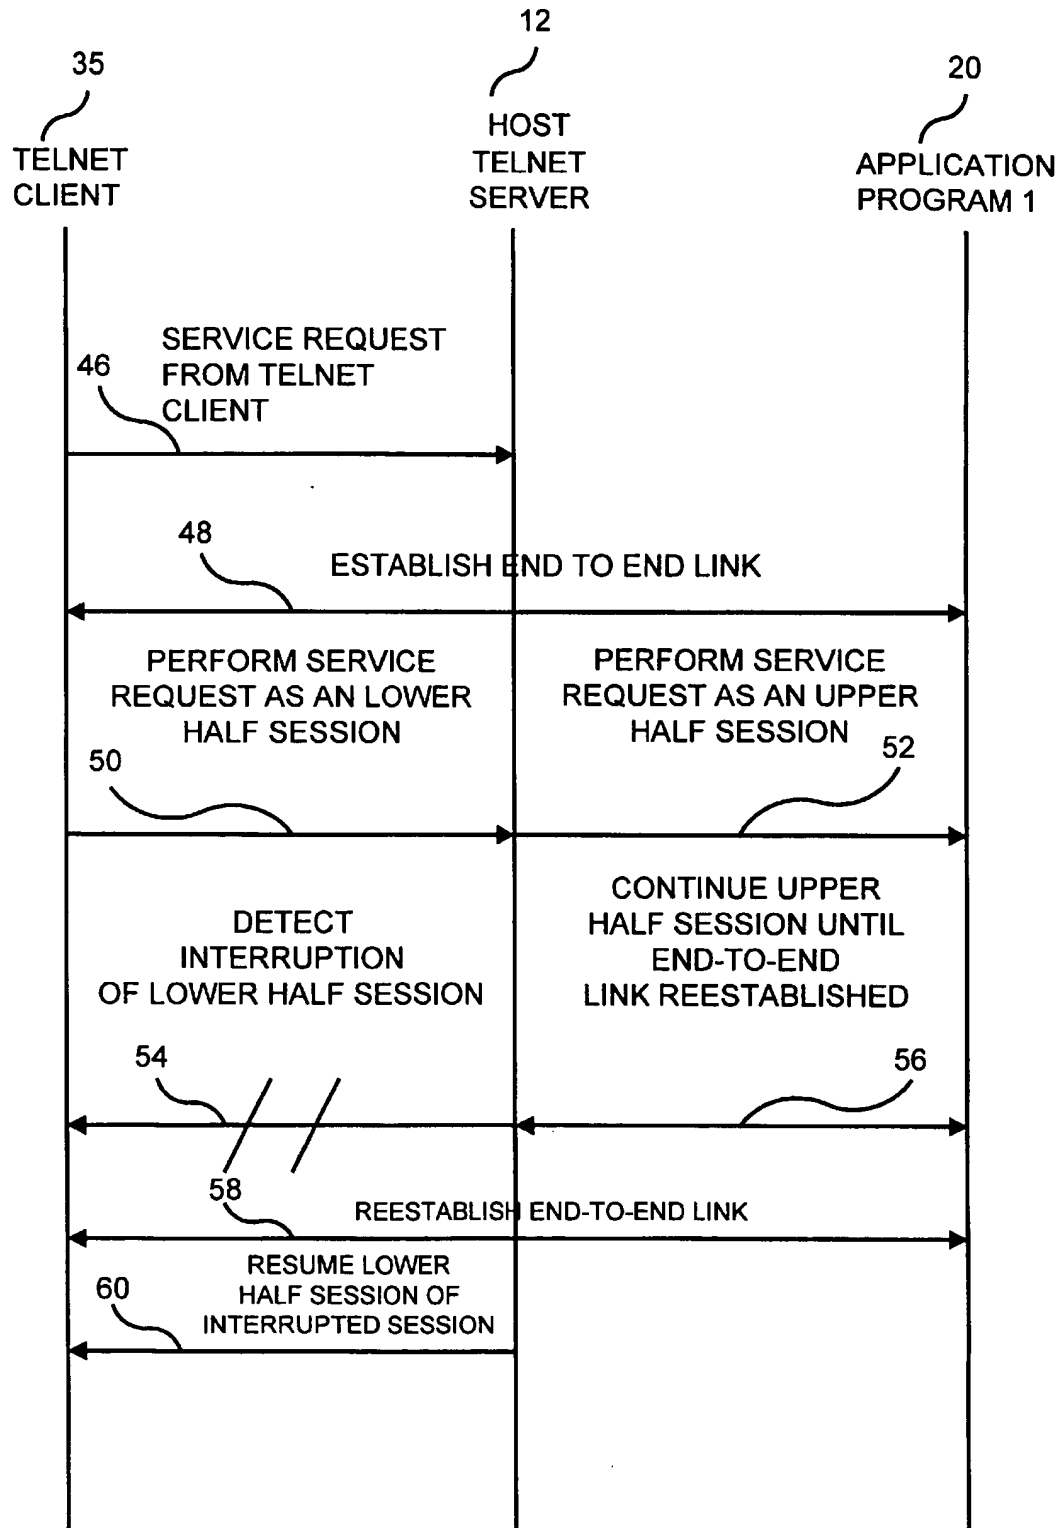 12
35
20
HOST
TELNET
SERVER
TELNET
CLIENT
APPLICATION
PROGRAM 1
SERVICE REQUEST
FROM TELNET
CLIENT
46
48
ESTABLISH END TO END LINK
PERFORM SERVICE
REQUEST AS AN LOWER
HALF SESSION
PERFORM SERVICE
REQUEST AS AN UPPER
HALF SESSION
50
52
DETECT
INTERRUPTION
OF LOWER HALF SESSION
CONTINUE UPPER
HALF SESSION UNTIL
END-TO-END
LINK REESTABLISHED
54
56
58
REESTABLISH END-TO-END LINK
RESUME LOWER
HALF SESSION OF
INTERRUPTED SESSION
60